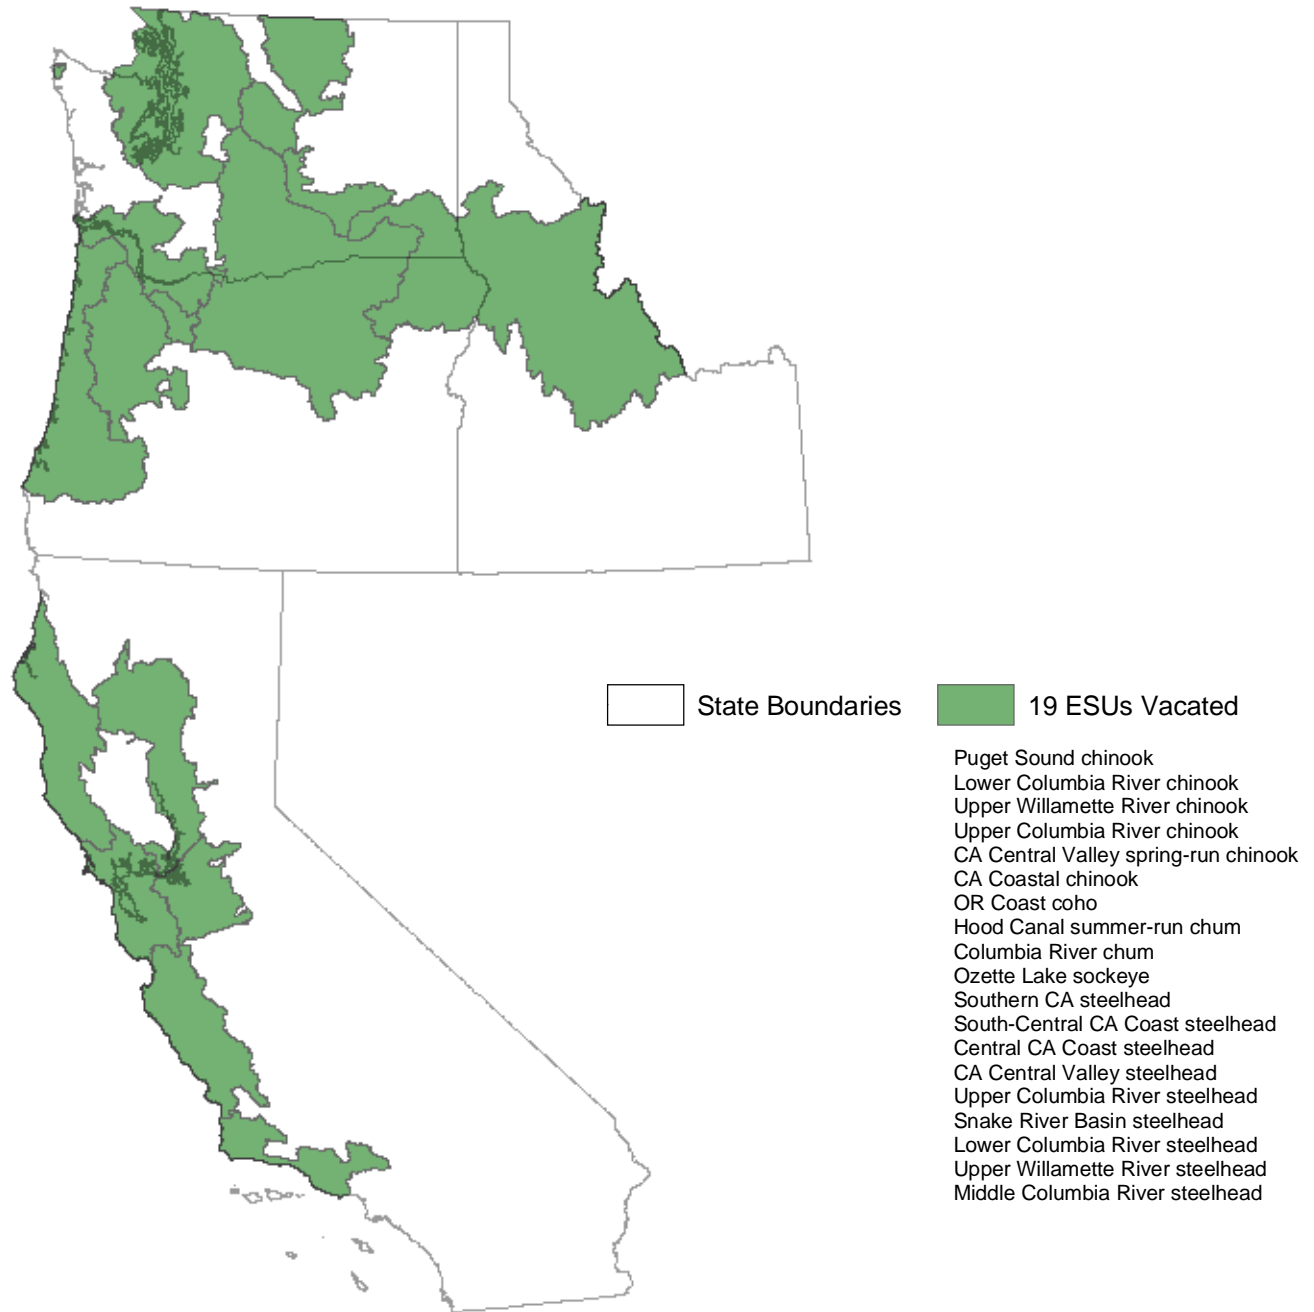 State Boundaries
19 ESUs Vacated
Puget Sound chinook
Lower Columbia River chinook
Upper Willamette River chinook
Upper Columbia River chinook
CA Central Valley spring-run chinook
CA Coastal chinook
OR Coast coho
Hood Canal summer-run chum
Columbia River chum
Ozette Lake sockeye
Southern CA steelhead
South-Central CA Coast steelhead
Central CA Coast steelhead
CA Central Valley steelhead
Upper Columbia River steelhead
Snake River Basin steelhead
Lower Columbia River steelhead
Upper Willamette River steelhead
Middle Columbia River steelhead